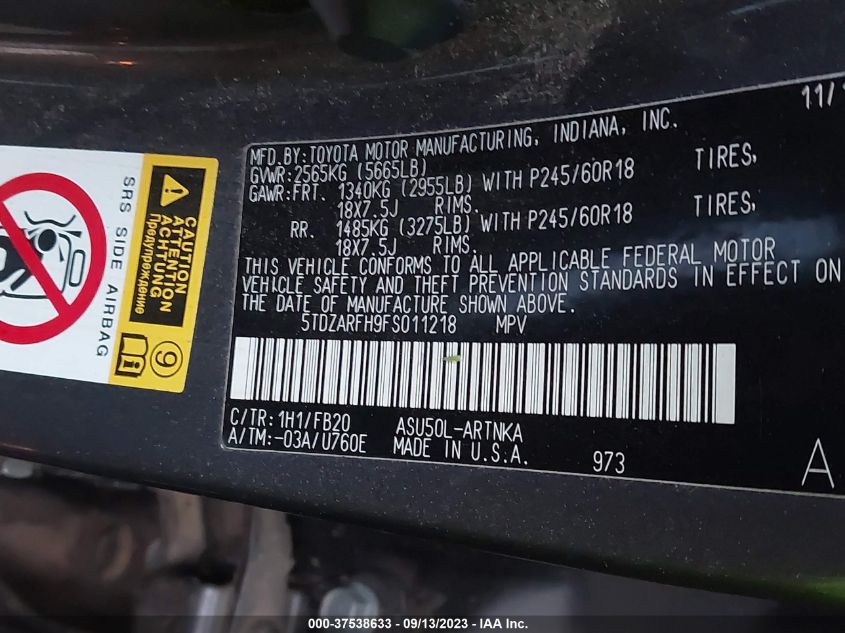 SRS SIDE AIRBAG
CAUTION
ATTENTION
ACHTUNG
Предупреждение
9
i
11/1
MFD.BY:TOYOTA MOTOR MANUFACTURING, INDIANA, INC.
GVWR:2565KG (5665LB)
GAWR:FRT. 1340KG (2955LB) WITH P245/60R18 TIRES,
18X7.5J RIMS.
RR. 1485KG (3275LB) WITH P245/60R18 TIRES,
18X7.5J RIMS.
THIS VEHICLE CONFORMS TO ALL APPLICABLE FEDERAL MOTOR
VEHICLE SAFETY AND THEFT PREVENTION STANDARDS IN EFFECT ON
THE DATE OF MANUFACTURE SHOWN ABOVE.
5TDZARFH9FS011218 MPV
C/TR:1H1/FB20 ASU50L-ARTNKA
A/TM:-03A/U760E MADE IN U.S.A. 973 A
000-37538633 - 09/13/2023 - IAA Inc.